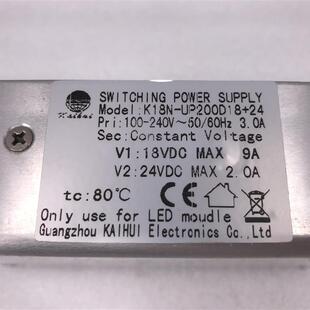 SWITCHING POWER SUPPLY
Kaihui
Model: K18N-UP200D18+24
Pri: 100-240V~50/60Hz 3.0A
Sec: Constant Voltage
V1: 18VDC MAX 9A
V2: 24VDC MAX 2.0A
tc: 80℃ CE
Only use for LED moudle
Guangzhou KAIHUI Electronics Co.,Ltd